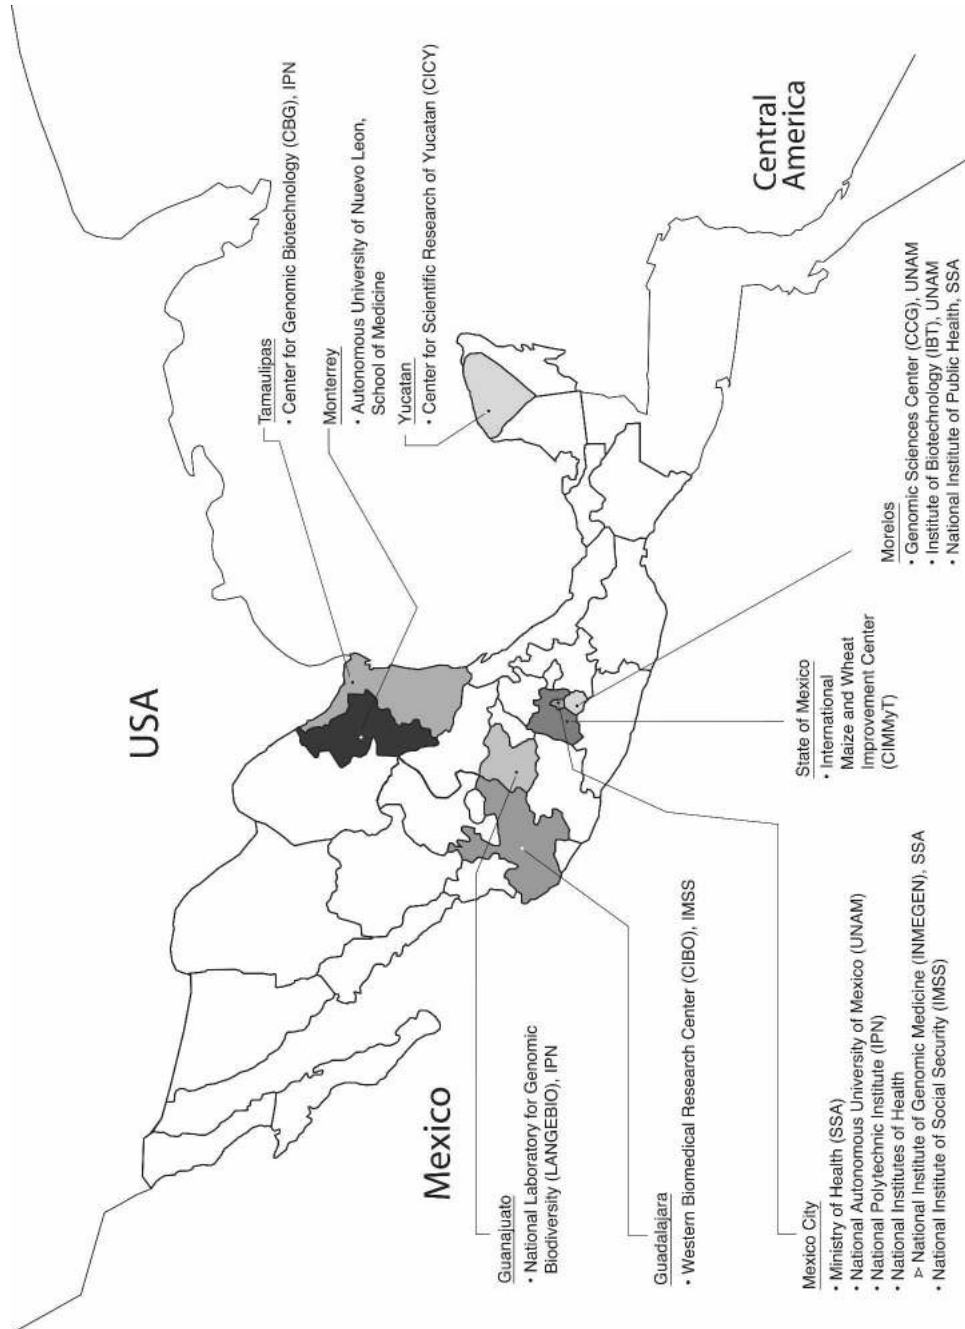 USA
Mexico
Central
America
Tamaulipas
• Center for Genomic Biotechnology (CBG), IPN
Monterrey
• Autonomous University of Nuevo Leon,
School of Medicine
Yucatan
• Center for Scientific Research of Yucatan (CICY)
Guanajuato
• National Laboratory for Genomic
Biodiversity (LANGEBIO), IPN
Guadalajara
• Western Biomedical Research Center (CIBO), IMSS
Mexico City
• Ministry of Health (SSA)
• National Autonomous University of Mexico (UNAM)
• National Polytechnic Institute (IPN)
• National Institutes of Health
⊳ National Institute of Genomic Medicine (INMEGEN), SSA
• National Institute of Social Security (IMSS)
State of Mexico
• International
Maize and Wheat
Improvement Center
(CIMMyT)
Morelos
• Genomic Sciences Center (CCG), UNAM
• Institute of Biotechnology (IBT), UNAM
• National Institute of Public Health, SSA